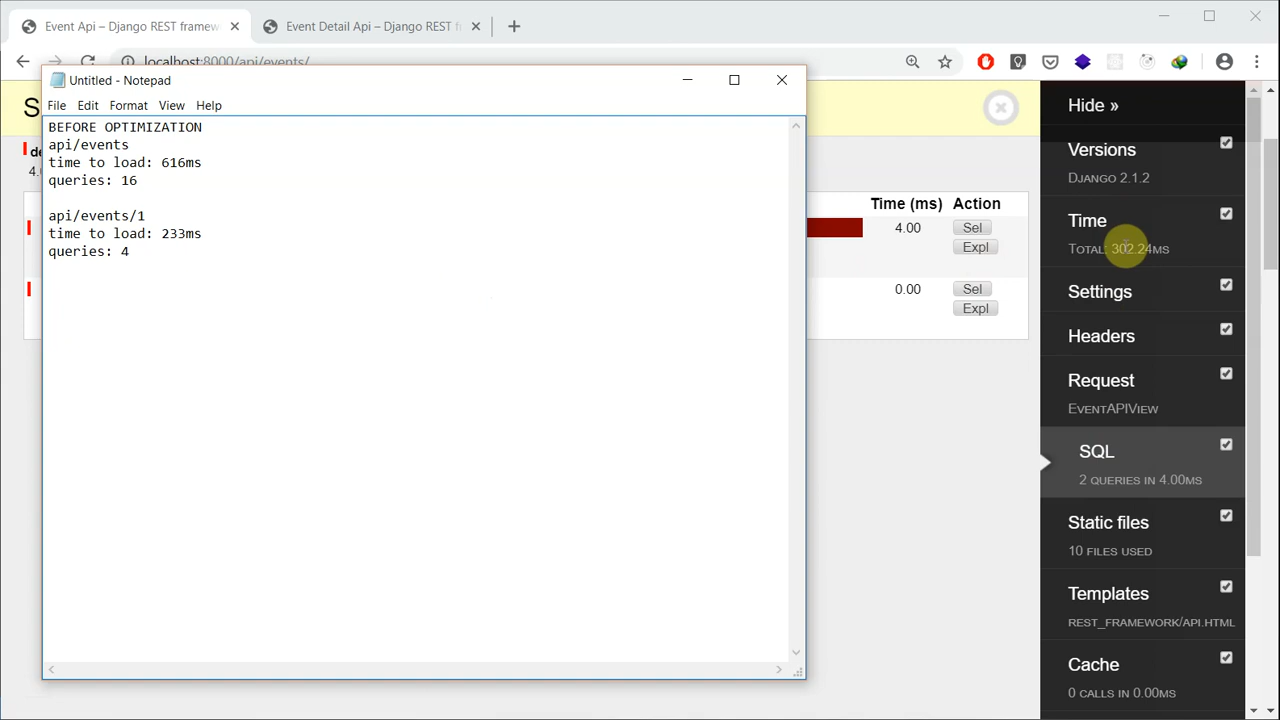 Event Api – Django REST framew
Event Detail Api – Django REST f
localhost:8000/api/events/
Untitled - Notepad
File Edit Format View Help
BEFORE OPTIMIZATION
api/events
time to load: 616ms
queries: 16
api/events/1
time to load: 233ms
queries: 4
S
de
4.0
Time (ms) Action
4.00 Sel
Expl
0.00 Sel
Expl
Hide »
Versions
DJANGO 2.1.2
Time
TOTAL: 302.24MS
Settings
Headers
Request
EVENTAPIVIEW
SQL
2 QUERIES IN 4.00MS
Static files
10 FILES USED
Templates
REST_FRAMEWORK/API.HTML
Cache
0 CALLS IN 0.00MS